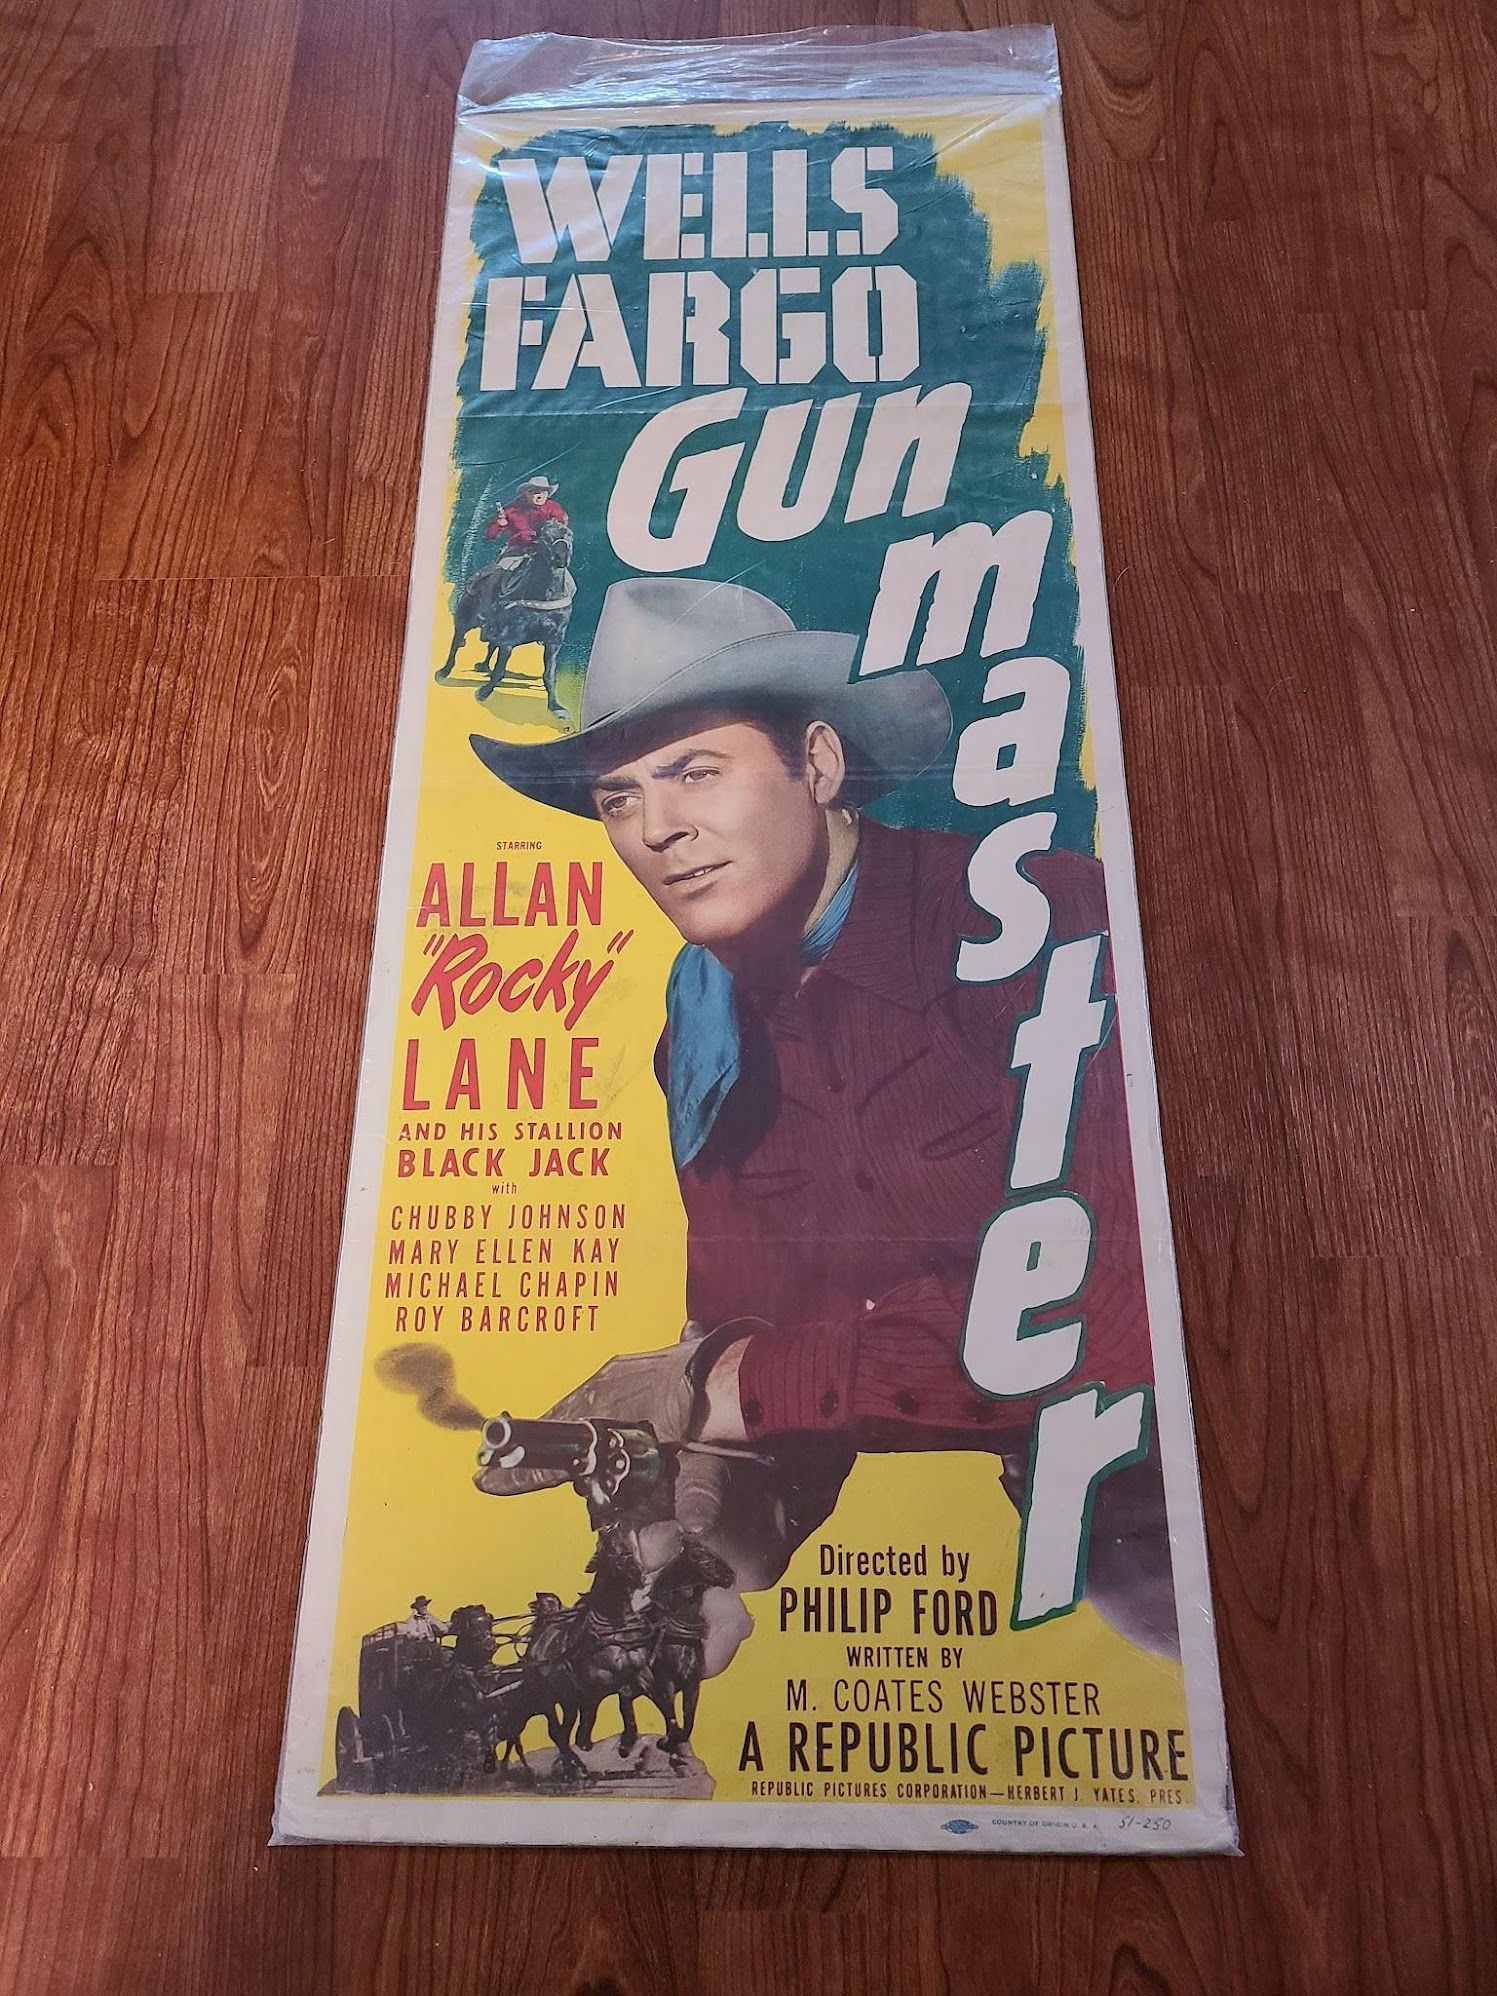 WELLS
FARGO
GUN
master
STARRING
ALLAN
"Rocky"
LANE
AND HIS STALLION
BLACK JACK
with
CHUBBY JOHNSON
MARY ELLEN KAY
MICHAEL CHAPIN
ROY BARCROFT
Directed by
PHILIP FORD
WRITTEN BY
M. COATES WEBSTER
A REPUBLIC PICTURE
REPUBLIC PICTURES CORPORATION—HERBERT J. YATES, PRES.
COUNTRY OF ORIGIN U. S. A. 51-250